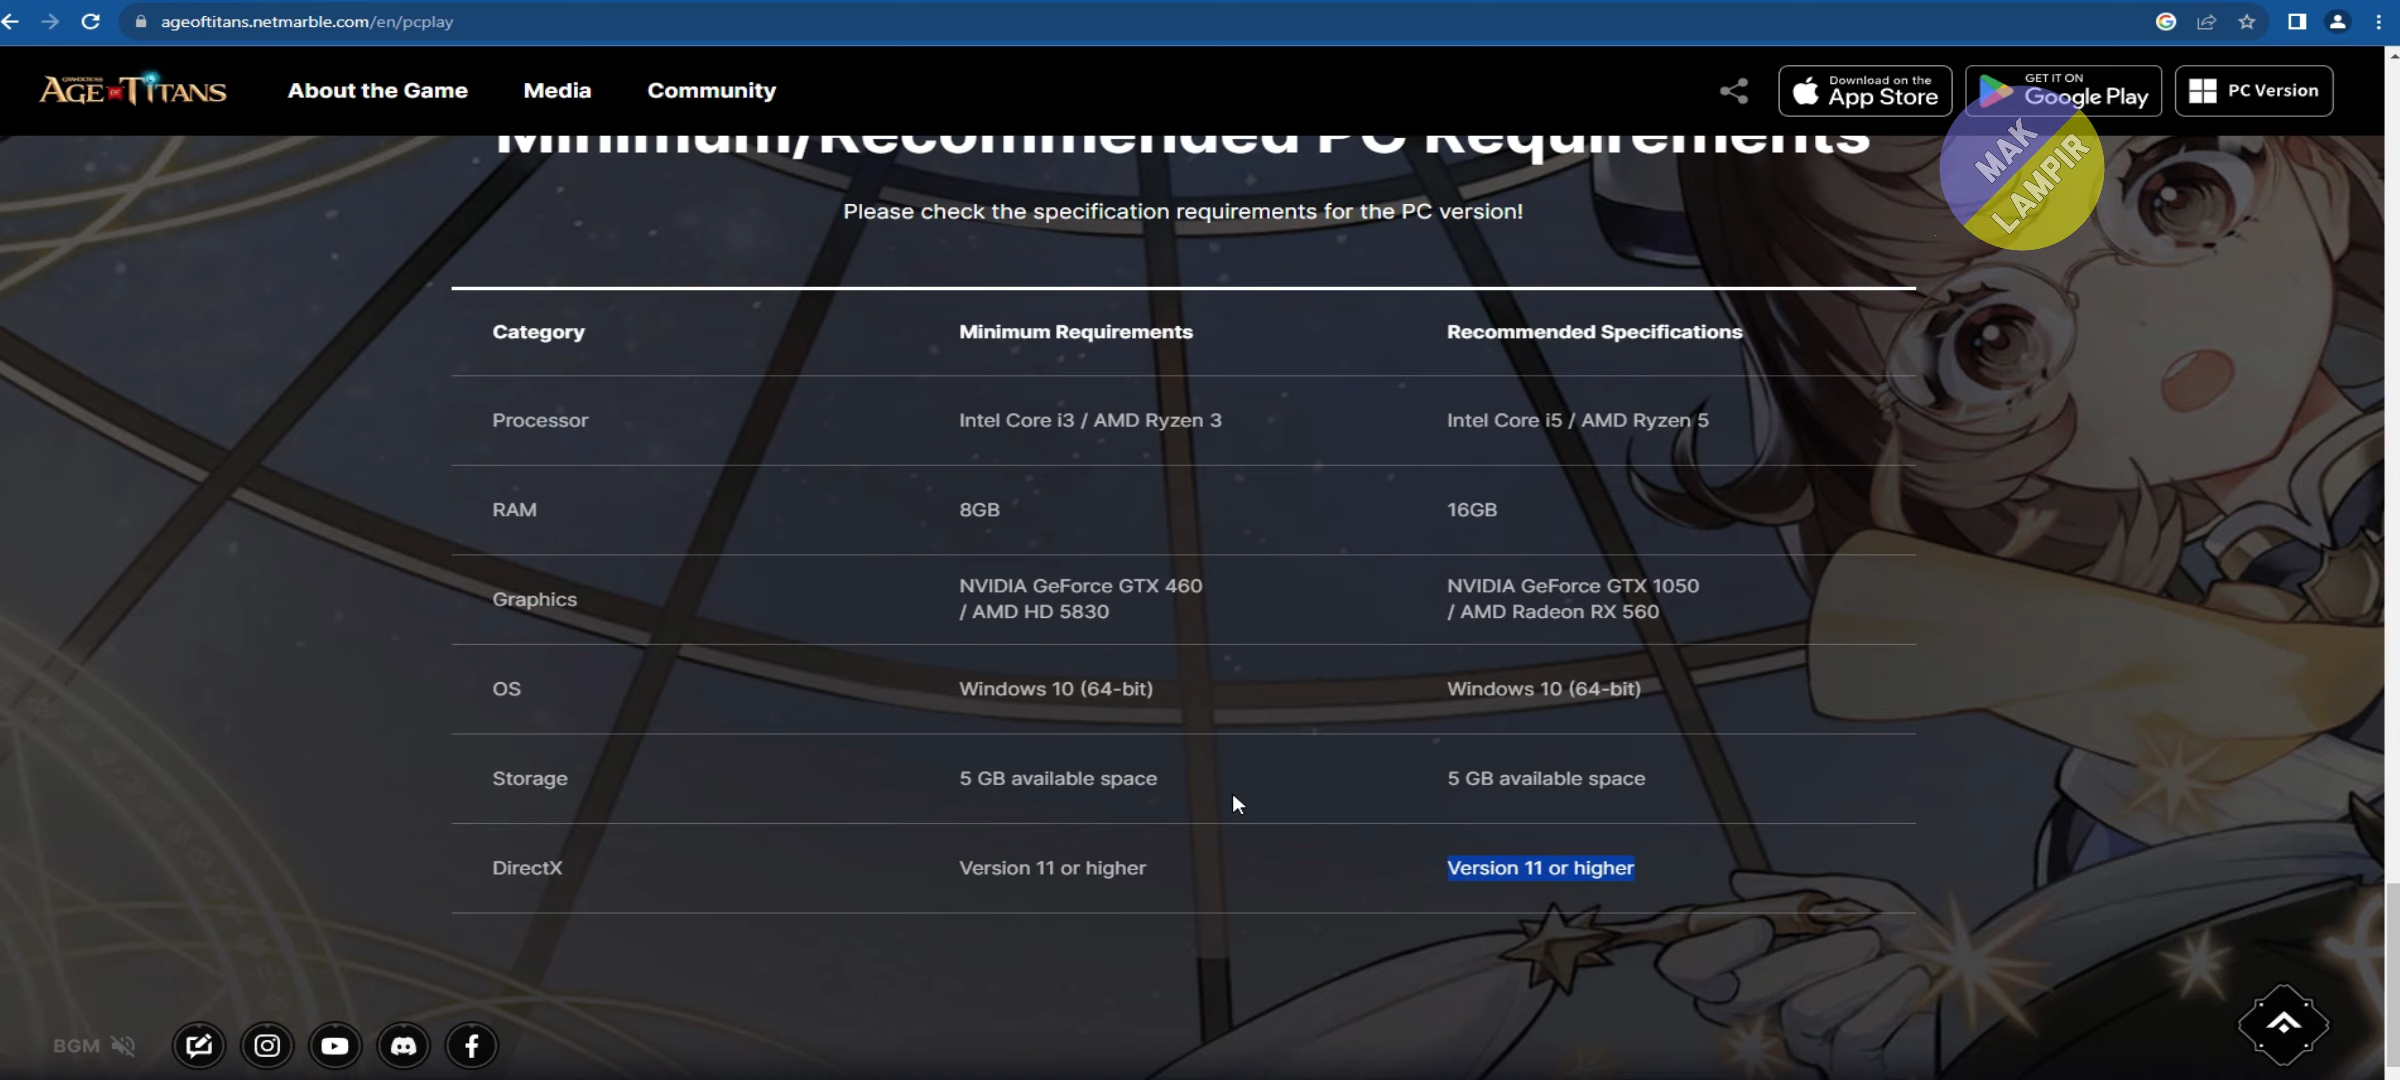 ageoftitans.netmarble.com/en/pcplay
AGE OF TITANS
About the Game
Media
Community
Download on the
App Store
GET IT ON
Google Play
PC Version
MAK
LAMPIR
Minimum/Recommended PC Requirements
Please check the specification requirements for the PC version!
Category Minimum Requirements Recommended Specifications
Processor Intel Core i3 / AMD Ryzen 3 Intel Core i5 / AMD Ryzen 5
RAM 8GB 16GB
Graphics
NVIDIA GeForce GTX 460
/ AMD HD 5830
NVIDIA GeForce GTX 1050
/ AMD Radeon RX 560
OS Windows 10 (64-bit) Windows 10 (64-bit)
Storage 5 GB available space 5 GB available space
DirectX Version 11 or higher Version 11 or higher
BGM